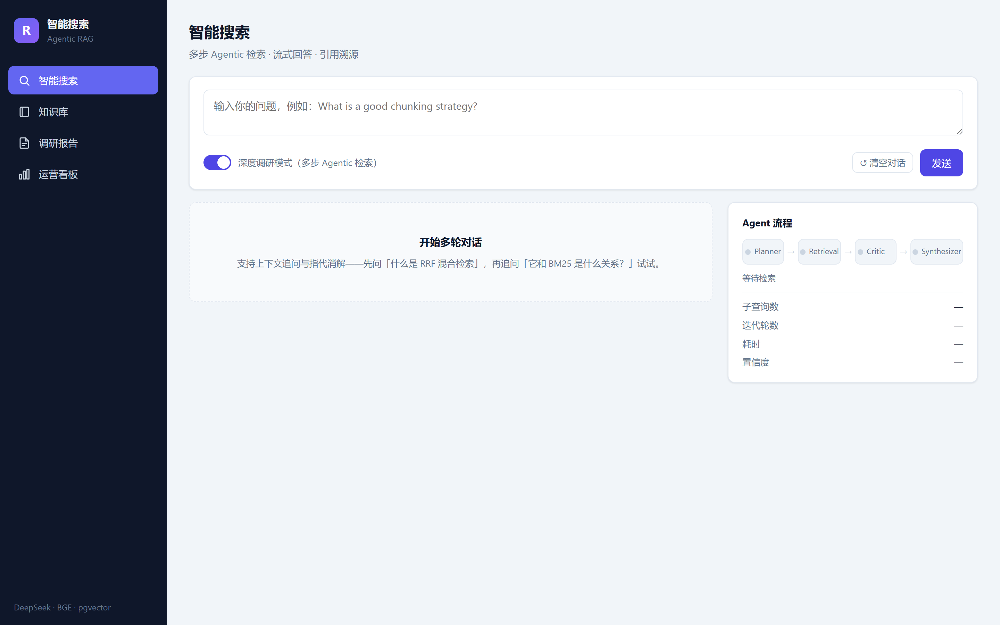 R
智能搜索
Agentic RAG
智能搜索
知识库
调研报告
运营看板
DeepSeek · BGE · pgvector
智能搜索
多步 Agentic 检索 · 流式回答 · 引用溯源
输入你的问题，例如：What is a good chunking strategy?
深度调研模式（多步 Agentic 检索）
↺ 清空对话
发送
开始多轮对话
支持上下文追问与指代消解——先问「什么是 RRF 混合检索」，再追问「它和 BM25 是什么关系？」试试。
Agent 流程
Planner → Retrieval → Critic → Synthesizer
等待检索
子查询数 —
迭代轮数 —
耗时 —
置信度 —